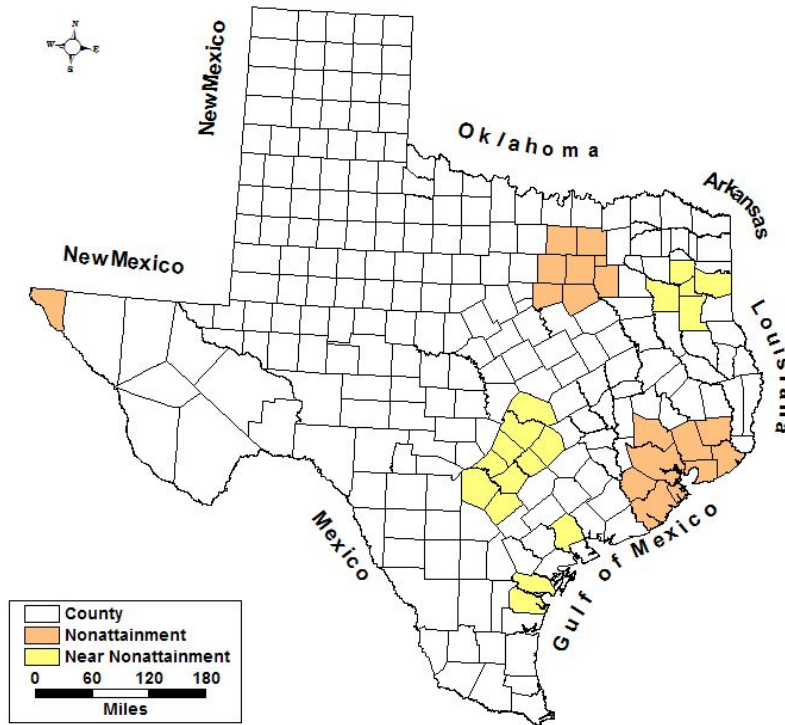 N
W E
S
NewMexico
Oklahoma
Arkansas
NewMexico
Louisiana
Mexico
Gulf of Mexico
County
Nonattainment
Near Nonattainment
0 60 120 180
Miles